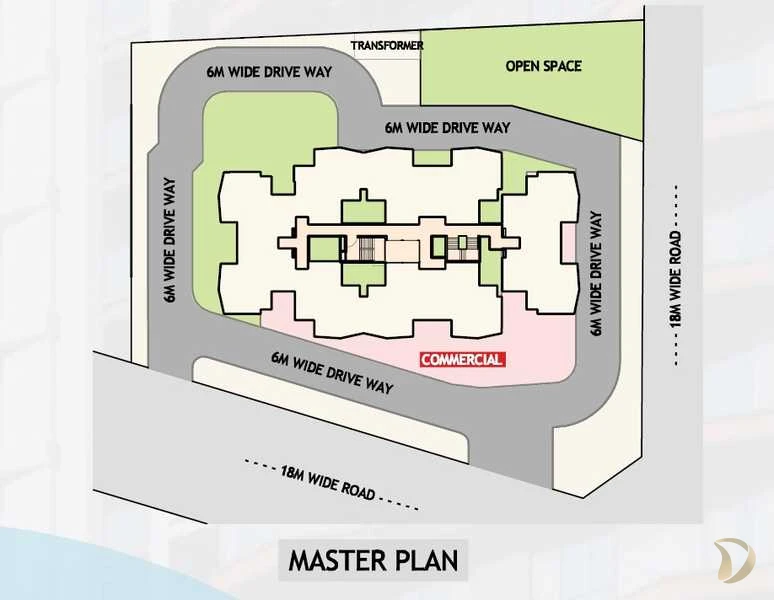 TRANSFORMER
OPEN SPACE
6M WIDE DRIVE WAY
6M WIDE DRIVE WAY
6M WIDE DRIVE WAY
6M WIDE DRIVE WAY
18M WIDE ROAD
COMMERCIAL
6M WIDE DRIVE WAY
18M WIDE ROAD
MASTER PLAN